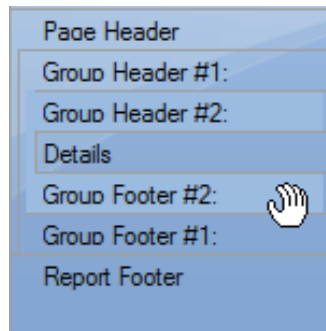 Page Header
Group Header #1:
Group Header #2:
Details
Group Footer #2:
Group Footer #1:
Report Footer